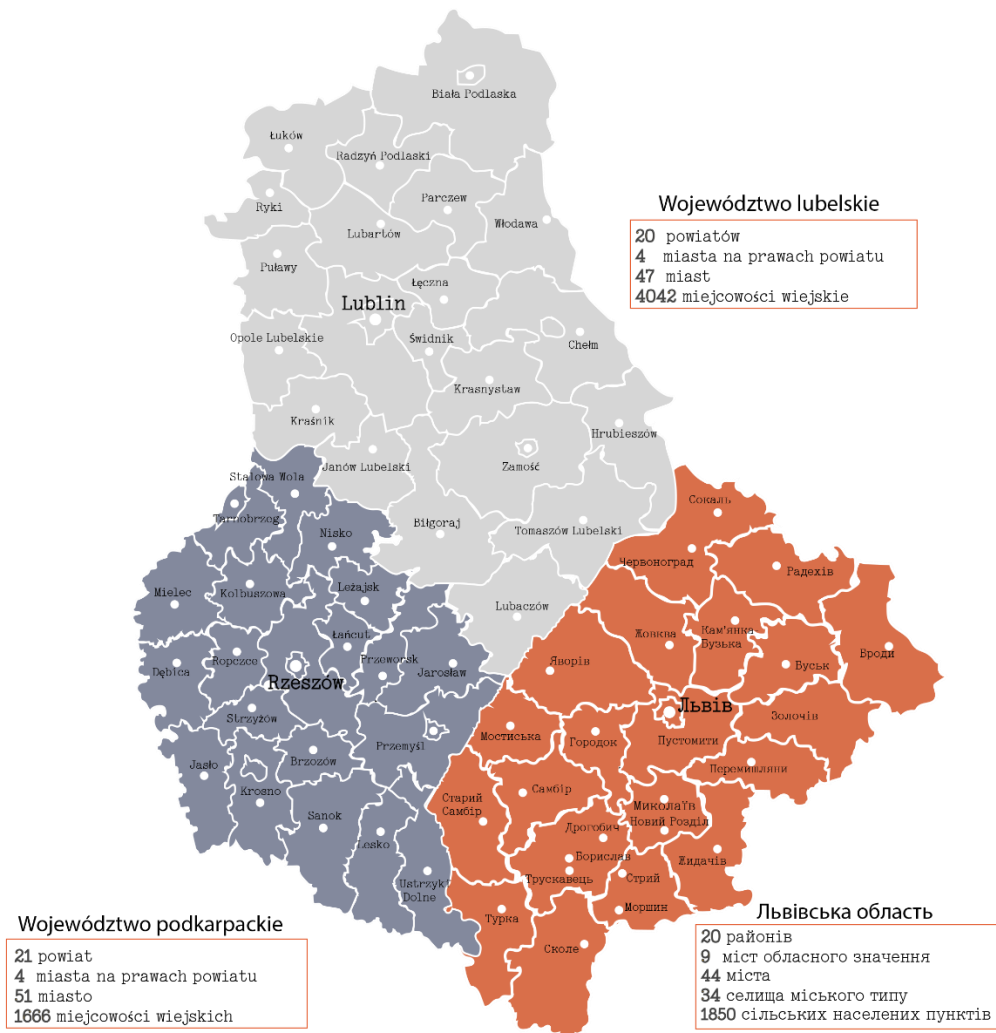 Biała Podlaska
Łuków
Radzyń Podlaski
Parczew
Ryki
Włodawa
Lubartów
Puławy
Łęczna
Lublin
Opole Lubelskie
Świdnik
Chełm
Krasnystaw
Kraśnik
Hrubieszów
Janów Lubelski
Zamość
Biłgoraj
Tomaszów Lubelski
Lubaczów
Województwo lubelskie
20 powiatów
4 miasta na prawach powiatu
47 miast
4042 miejcowości wiejskie
Stalowa Wola
Tarnobrzeg
Nisko
Mielec
Kolbuszowa
Leżajsk
Łańcut
Dębica
Ropczce
Przeworsk
Jarosław
Rzeszów
Strzyżów
Przemyśl
Jasło
Brzozów
Krosno
Sanok
Lesko
Ustrzyki
Dolne
Сокаль
Червоноград
Радехів
Жовква
Кам'янка
Бузька
Броди
Яворів
Буськ
Львів
Золочів
Мостиська
Городок
Пустомити
Перемишляни
Старий
Самбір
Самбір
Миколаїв
Дрогобич
Новий Розділ
Борислав
Жидачів
Трускавець
Стрий
Турка
Моршин
Сколе
Województwo podkarpackie
21 powiat
4 miasta na prawach powiatu
51 miasto
1666 miejcowości wiejskich
Львівська область
20 районів
9 міст обласного значення
44 міста
34 селища міського типу
1850 сільських населених пунктів